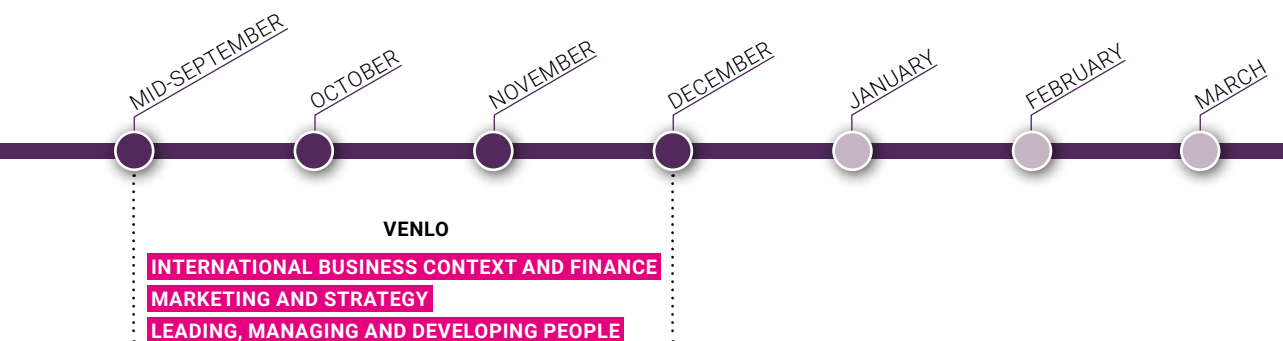 MID-SEPTEMBER
OCTOBER
NOVEMBER
DECEMBER
JANUARY
FEBRUARY
MARCH
VENLO
INTERNATIONAL BUSINESS CONTEXT AND FINANCE
MARKETING AND STRATEGY
LEADING, MANAGING AND DEVELOPING PEOPLE